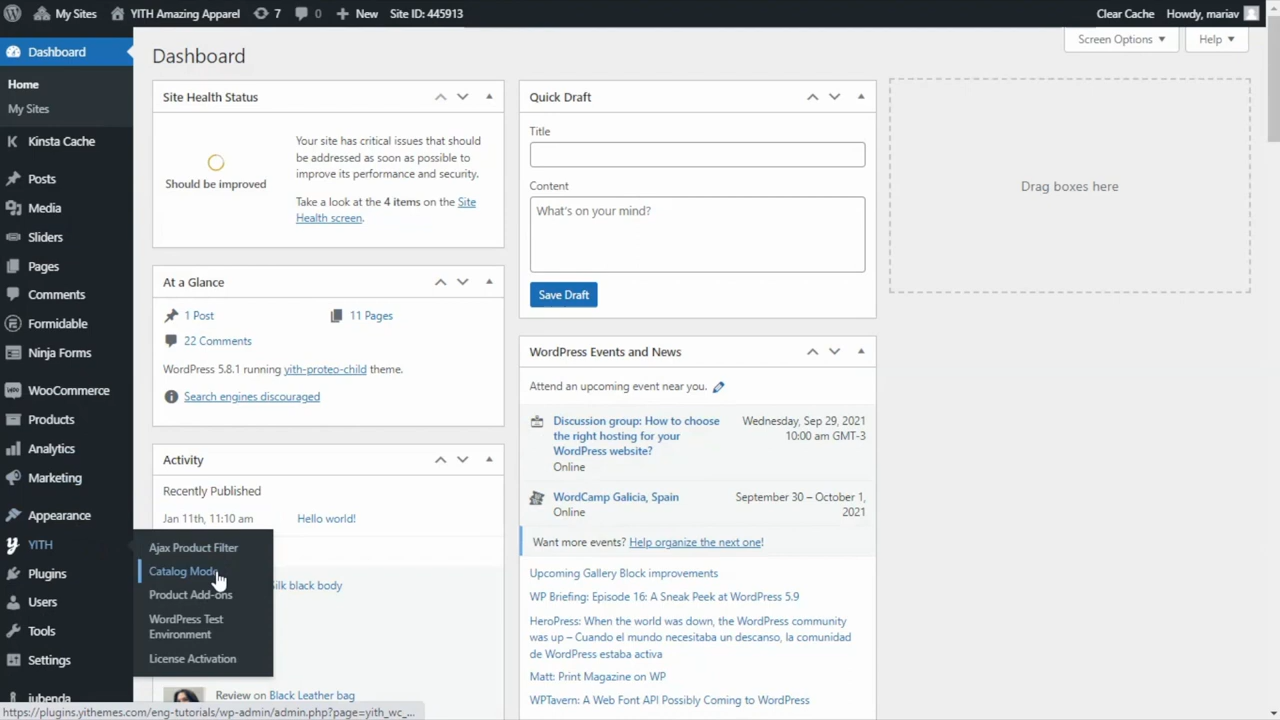 My Sites
YITH Amazing Apparel
7
0
New
Site ID: 445913
Clear Cache
Howdy, mariav
Dashboard
Home
My Sites
Kinsta Cache
Posts
Media
Sliders
Pages
Comments
Formidable
Ninja Forms
WooCommerce
Products
Analytics
Marketing
Appearance
YITH
Plugins
Users
Tools
Settings
iubenda
Ajax Product Filter
Catalog Mode
Product Add-ons
WordPress Test
Environment
License Activation
Dashboard
Screen Options
Help
Site Health Status
Should be improved
Your site has critical issues that should
be addressed as soon as possible to
improve its performance and security.
Take a look at the 4 items on the Site
Health screen.
At a Glance
1 Post
11 Pages
22 Comments
WordPress 5.8.1 running yith-proteo-child theme.
Search engines discouraged
Activity
Recently Published
Jan 11th, 11:10 am
Hello world!
Silk black body
Review on Black Leather bag
Quick Draft
Title
Content
What's on your mind?
Save Draft
WordPress Events and News
Attend an upcoming event near you.
Discussion group: How to choose
the right hosting for your
WordPress website?
Online
Wednesday, Sep 29, 2021
10:00 am GMT-3
WordCamp Galicia, Spain
Online
September 30 – October 1,
2021
Want more events? Help organize the next one!
Upcoming Gallery Block improvements
WP Briefing: Episode 16: A Sneak Peek at WordPress 5.9
HeroPress: When the world was down, the WordPress community
was up – Cuando el mundo necesitaba un descanso, la comunidad
de WordPress estaba activa
Matt: Print Magazine on WP
WPTavern: A Web Font API Possibly Coming to WordPress
Drag boxes here
https://plugins.yithemes.com/eng-tutorials/wp-admin/admin.php?page=yith_wc_...